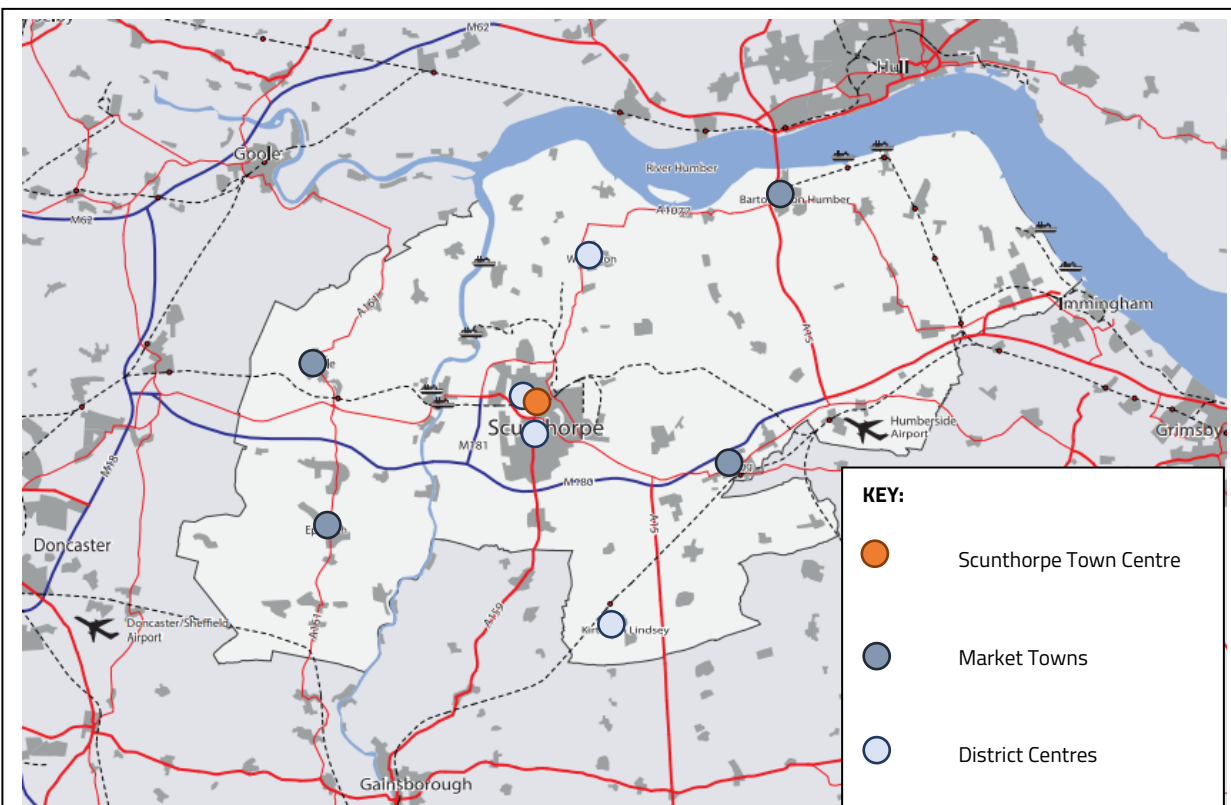 M62
Hull
Goole
River Humber
M62
A1077
A161
A15
Immingham
Scunthorpe
Humberside
Airport
Grimsby
M181
M18
M180
A15
KEY:
Scunthorpe Town Centre
Market Towns
District Centres
Doncaster
Doncaster/Sheffield
Airport
A161
A159
Lindsey
Gainsborough